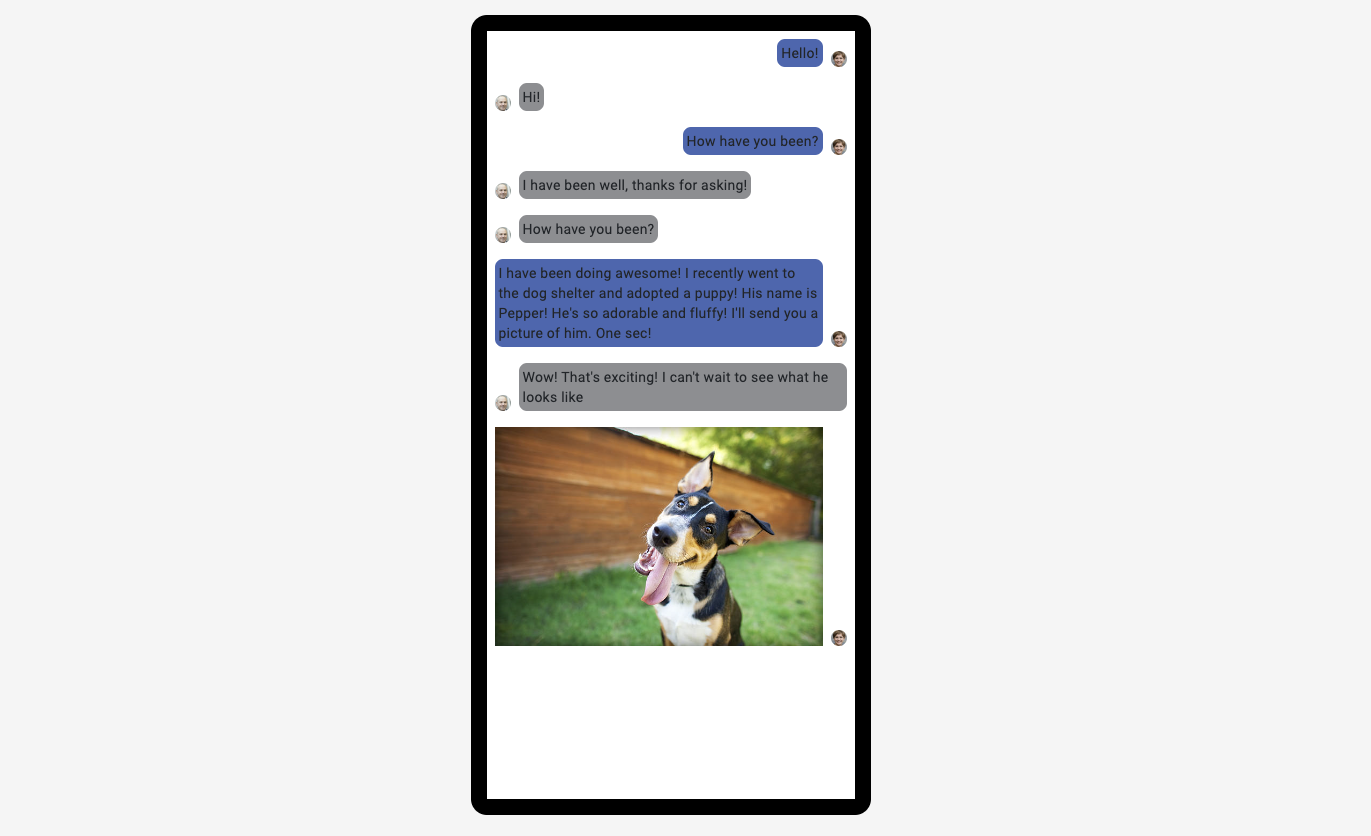 Hello!
Hi!
How have you been?
I have been well, thanks for asking!
How have you been?
I have been doing awesome! I recently went to
the dog shelter and adopted a puppy! His name is
Pepper! He's so adorable and fluffy! I'll send you a
picture of him. One sec!
Wow! That's exciting! I can't wait to see what he
looks like